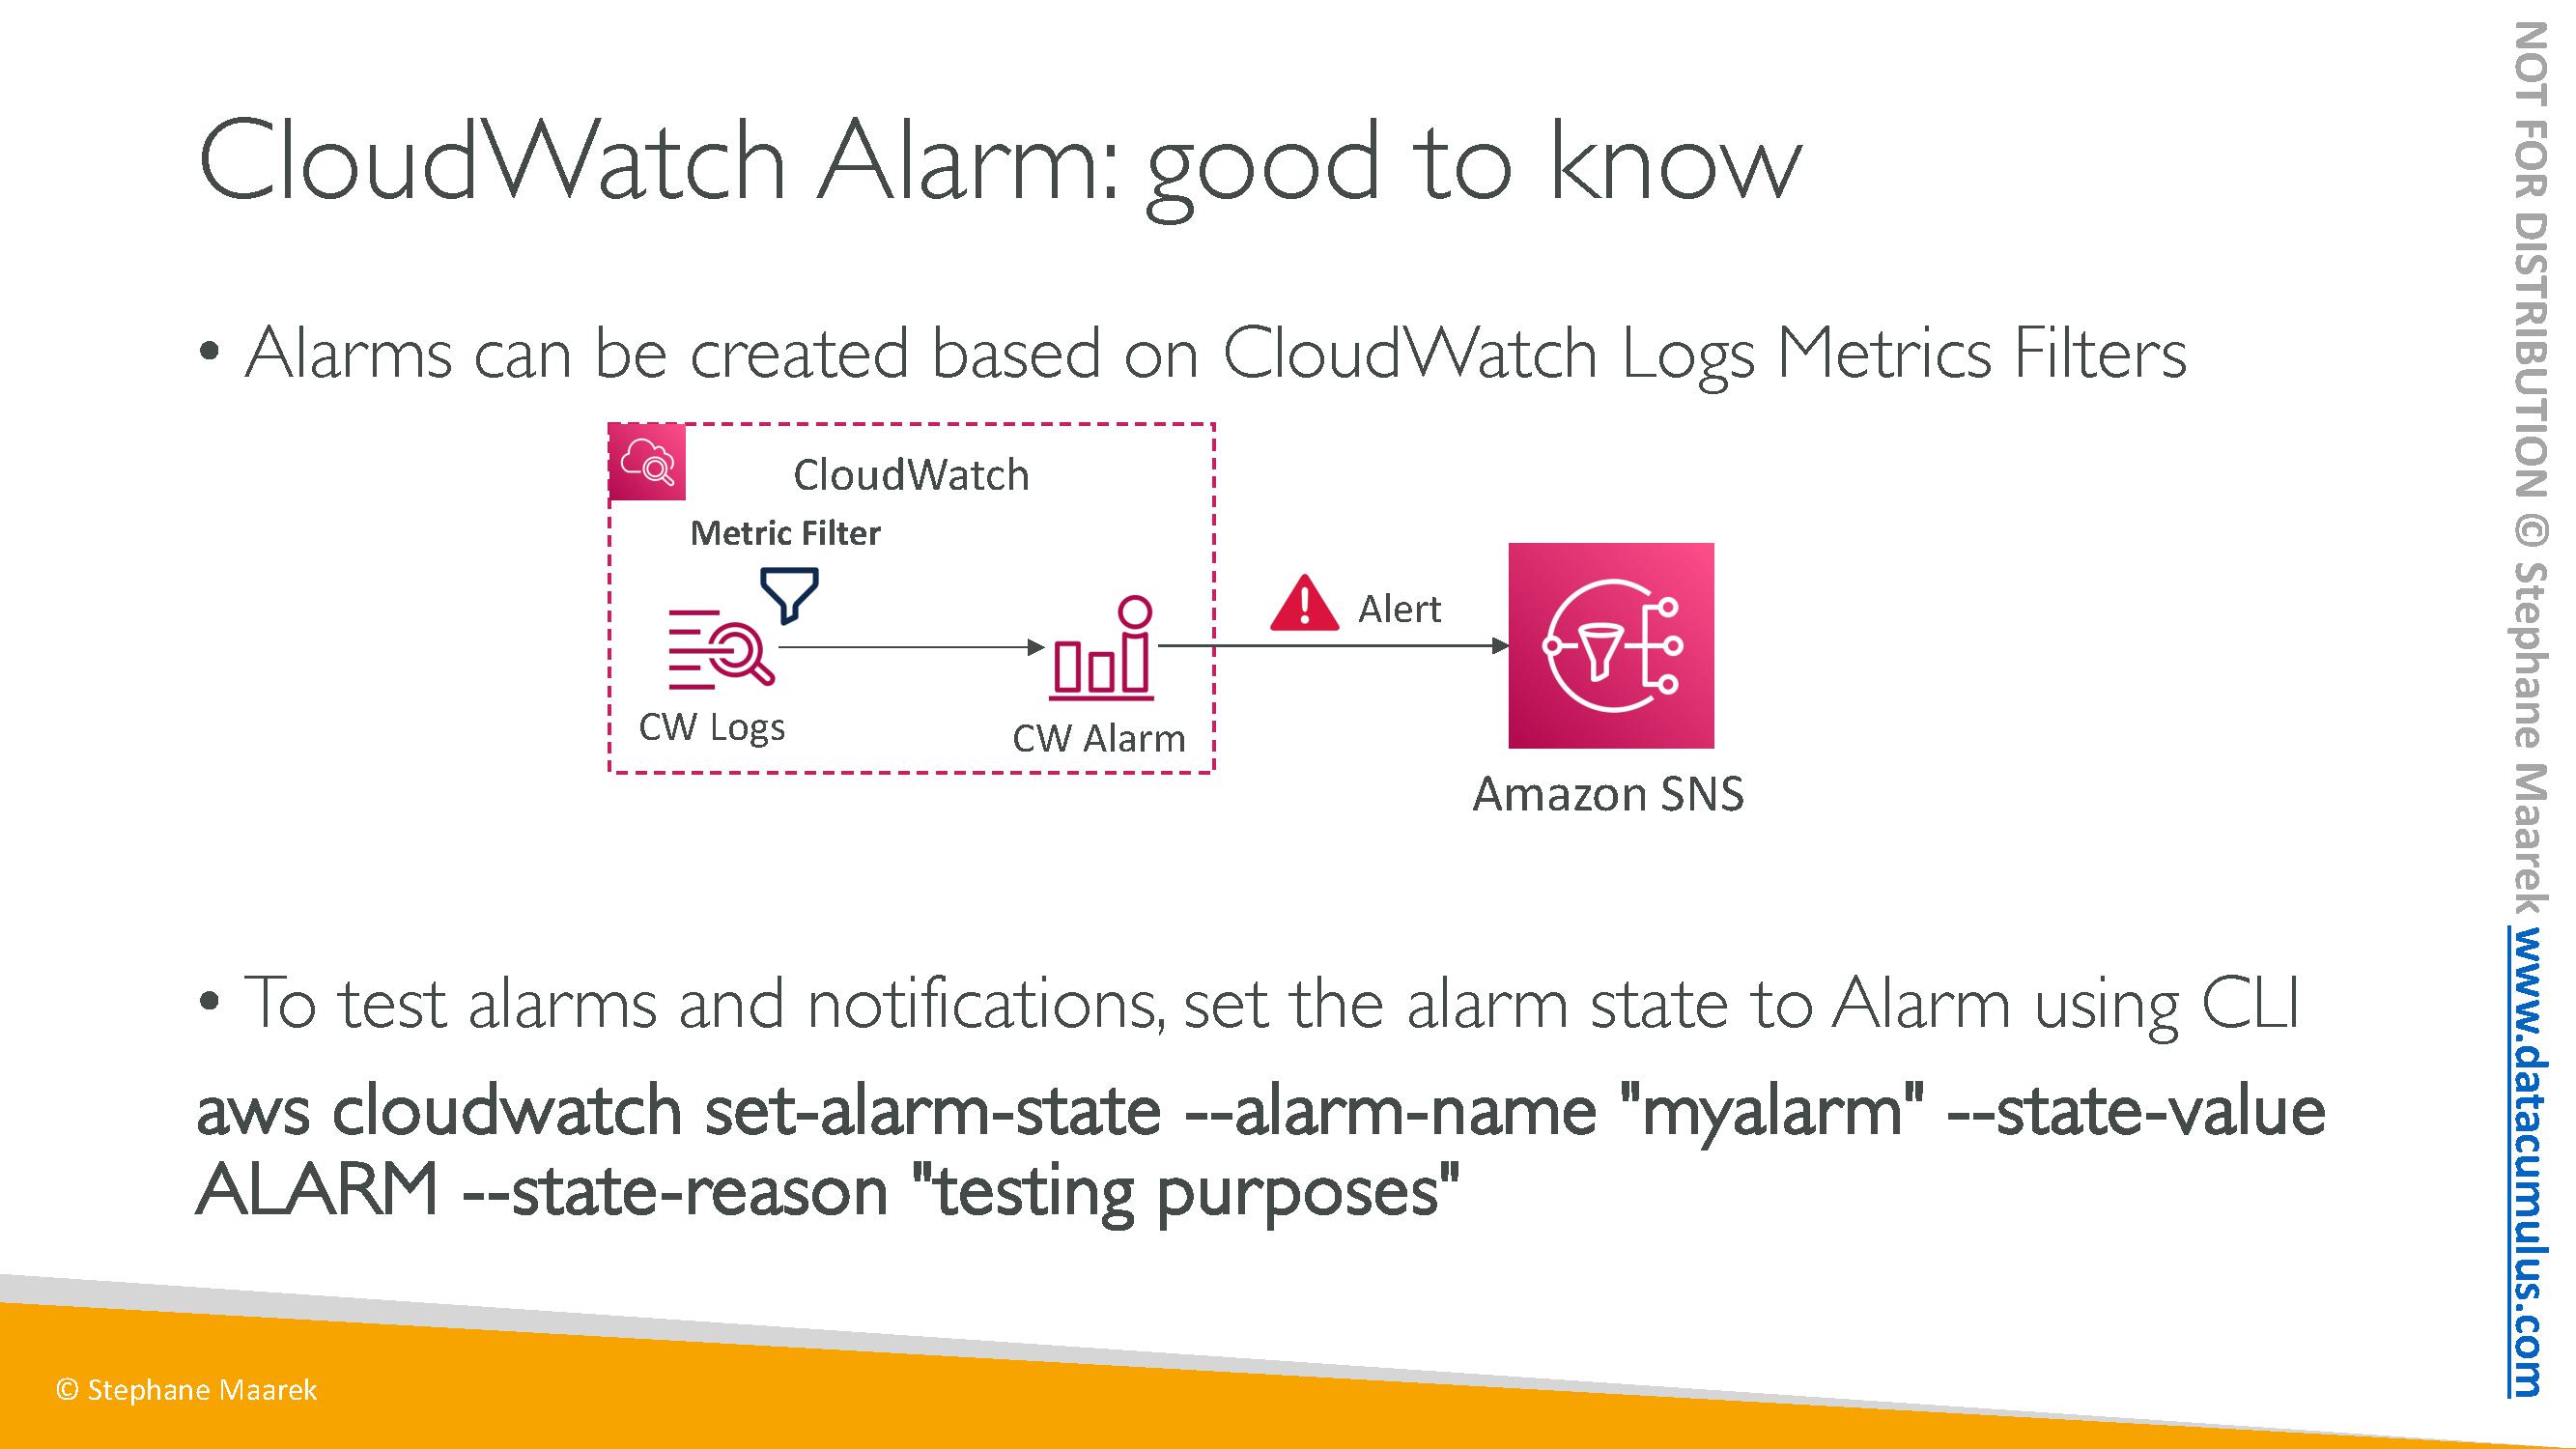 CloudWatch Alarm: good to know
• Alarms can be created based on CloudWatch Logs Metrics Filters
CloudWatch
Metric Filter
Alert
CW Logs
CW Alarm
Amazon SNS
• To test alarms and notifications, set the alarm state to Alarm using CLI
aws cloudwatch set-alarm-state --alarm-name "myalarm" --state-value
ALARM --state-reason "testing purposes"
© Stephane Maarek
NOT FOR DISTRIBUTION © Stephane Maarek www.datacumulus.com